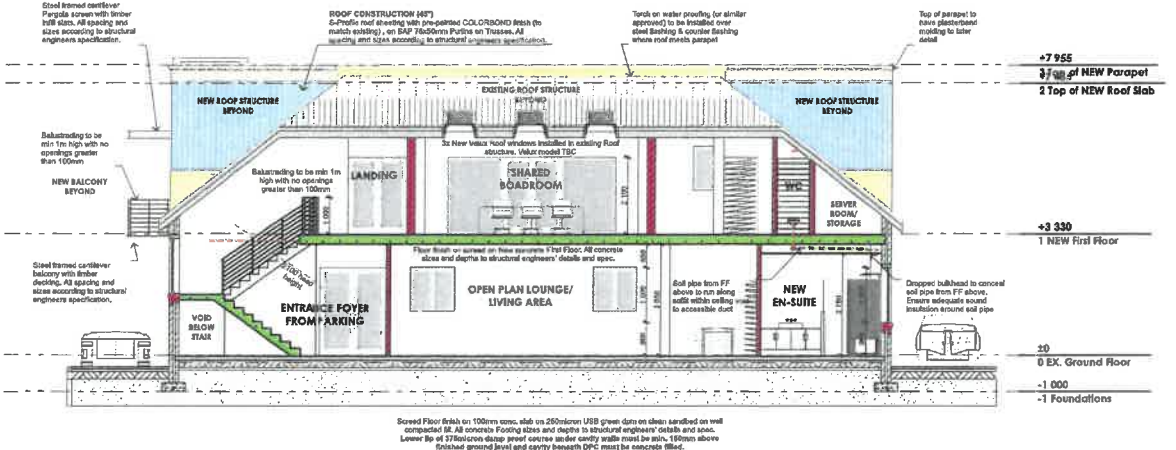 Steel framed cantilever
Pergola screen with timber
infill slats. All spacing and
sizes according to structural
engineers specification.
ROOF CONSTRUCTION (45°)
S-Profile roof sheeting with pre-painted COLORBOND finish (to
match existing), on SAP 76x50mm Purlins on Trusses. All
spacing and sizes according to structural engineers specification.
Torch on water proofing (or similar
approved) to be installed over
steel flashing & counter flashing
where roof meets parapet
Top of parapet to
have plasterband
molding to later
detail
+7 955
3 Top of NEW Parapet
2 Top of NEW Roof Slab
NEW ROOF STRUCTURE
BEYOND
EXISTING ROOF STRUCTURE
BEYOND
NEW ROOF STRUCTURE
BEYOND
Balustrading to be
min 1m high with no
openings greater
than 100mm
NEW BALCONY
BEYOND
3x New Velux Roof windows installed in existing Roof
structure. Velux model TBC
Balustrading to be min 1m
high with no openings
greater than 100mm
LANDING
SHARED
BOADROOM
2 100
1 000
WC
SERVER
ROOM/
STORAGE
+3 330
1 NEW First Floor
Floor finish on screed on New concrete First Floor. All concrete
sizes and depths to structural engineers' details and spec.
Steel framed cantilever
balcony with timber
decking. All spacing and
sizes according to structural
engineers specification.
2 100 head
height
ENTRANCE FOYER
FROM PARKING
OPEN PLAN LOUNGE/
LIVING AREA
Soil pipe from FF
above to run along
soffit within ceiling
to accessible duct
NEW
EN-SUITE
Dropped bulkhead to conceal
soil pipe from FF above.
Ensure adequate sound
insulation around soil pipe
VOID
BELOW
STAIR
±0
0 EX. Ground Floor
-1 000
-1 Foundations
Screed Floor finish on 100mm conc. slab on 250micron USB green dpm on clean sandbed on well
compacted fill. All concrete Footing sizes and depths to structural engineers' details and spec.
Lower lip of 375micron damp proof course under cavity walls must be min. 150mm above
finished ground level and cavity beneath DPC must be concrete filled.